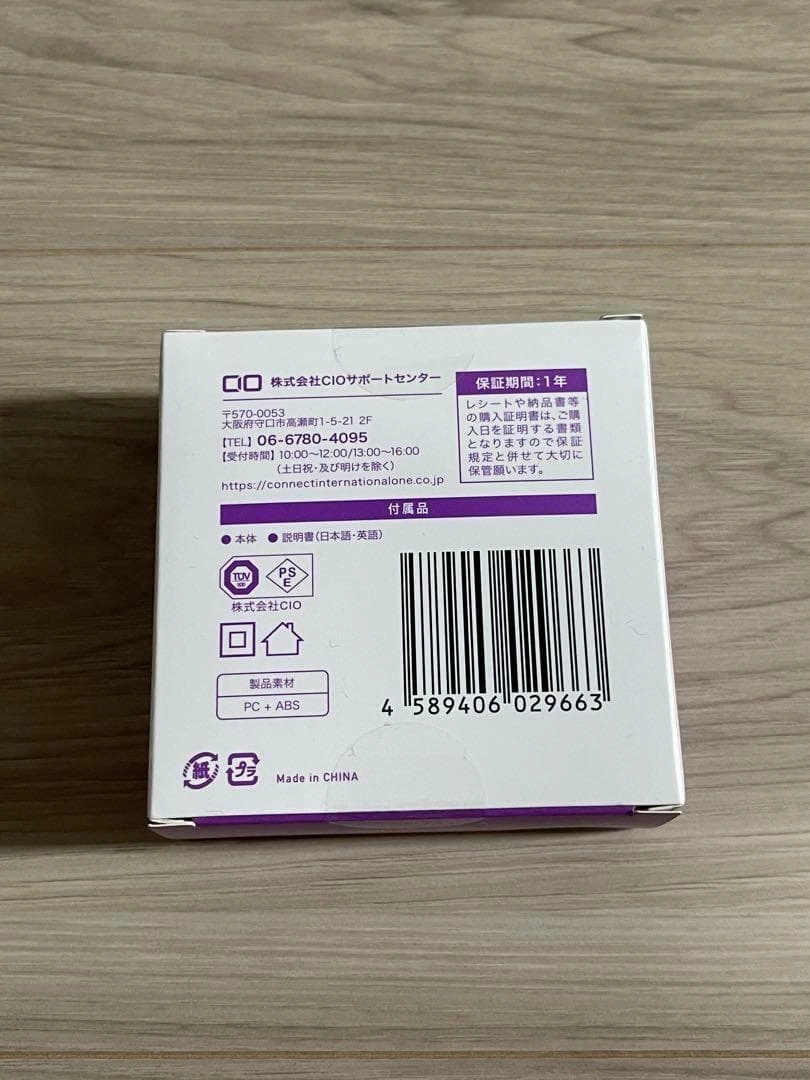 CIO 株式会社CIOサポートセンター
〒570-0053
大阪府守口市高瀬町1-5-21 2F
【TEL】06-6780-4095
【受付時間】10:00〜12:00/13:00〜16:00
(土日祝・及び明けを除く)
https://connectinternationalone.co.jp
保証期間:1年
レシートや納品書等
の購入証明書は、ご購
入日を証明する書類
となりますので保証
規定と併せて大切に
保管願います。
付属品
● 本体 ● 説明書(日本語・英語)
TÜV
PS
E
株式会社CIO
製品素材
PC + ABS
4 589406 029663
紙
プラ
Made in CHINA